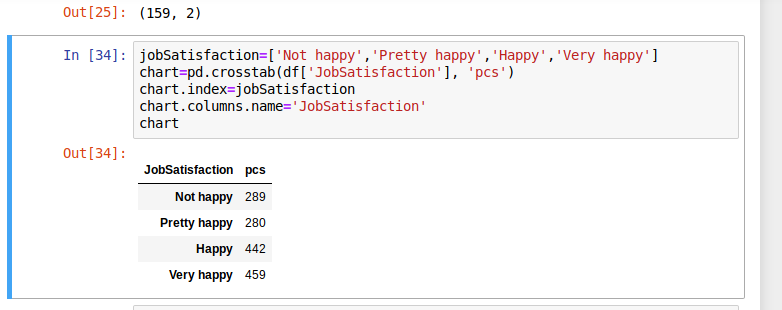 Out[25]: (159, 2)
In [34]: jobSatisfaction=['Not happy','Pretty happy','Happy','Very happy']
chart=pd.crosstab(df['JobSatisfaction'], 'pcs')
chart.index=jobSatisfaction
chart.columns.name='JobSatisfaction'
chart
Out[34]:
JobSatisfaction pcs
Not happy 289
Pretty happy 280
Happy 442
Very happy 459